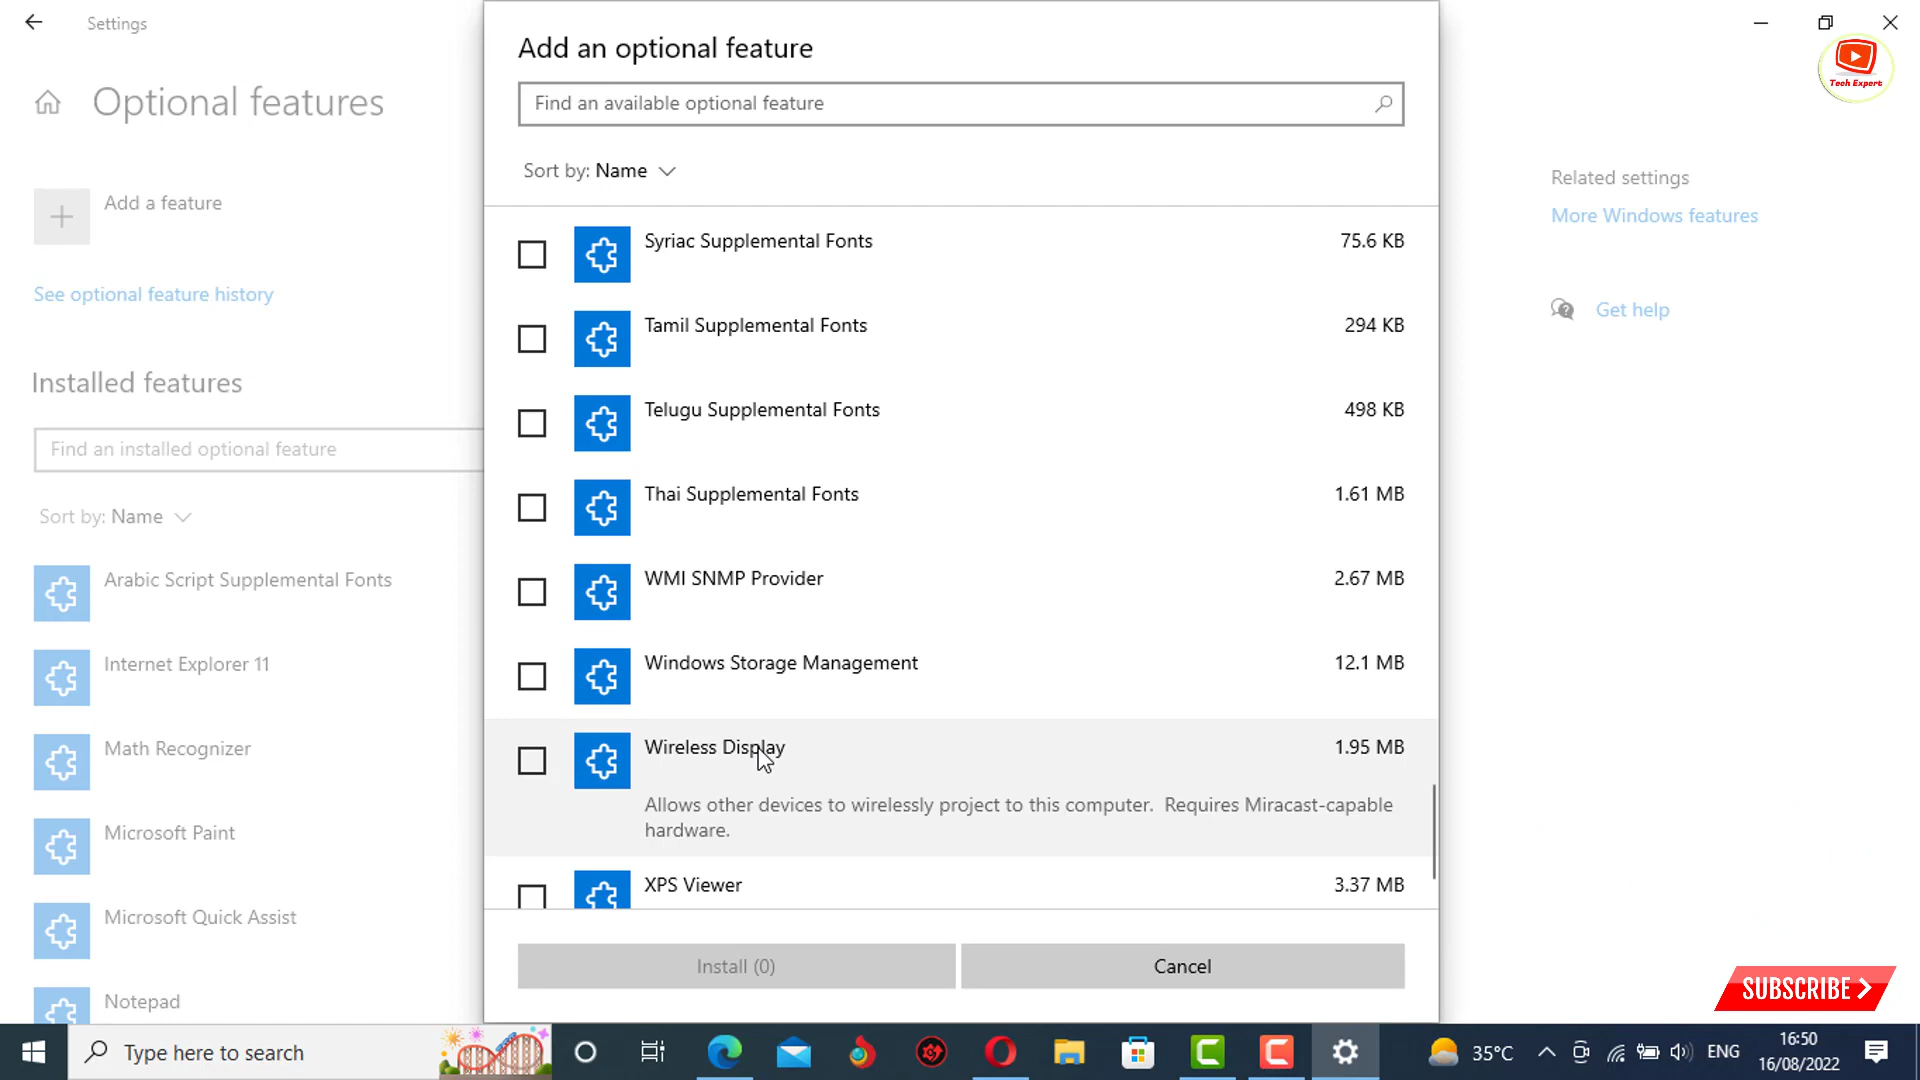 Settings
Optional features
Add a feature
See optional feature history
Installed features
Find an installed optional feature
Sort by: Name
Arabic Script Supplemental Fonts
Internet Explorer 11
Math Recognizer
Microsoft Paint
Microsoft Quick Assist
Notepad
Add an optional feature
Find an available optional feature
Sort by: Name
Syriac Supplemental Fonts 75.6 KB
Tamil Supplemental Fonts 294 KB
Telugu Supplemental Fonts 498 KB
Thai Supplemental Fonts 1.61 MB
WMI SNMP Provider 2.67 MB
Windows Storage Management 12.1 MB
Wireless Display 1.95 MB
Allows other devices to wirelessly project to this computer. Requires Miracast-capable
hardware.
XPS Viewer 3.37 MB
Install (0) Cancel
Tech Expert
Related settings
More Windows features
Get help
SUBSCRIBE
Type here to search
35°C
ENG
16:50
16/08/2022